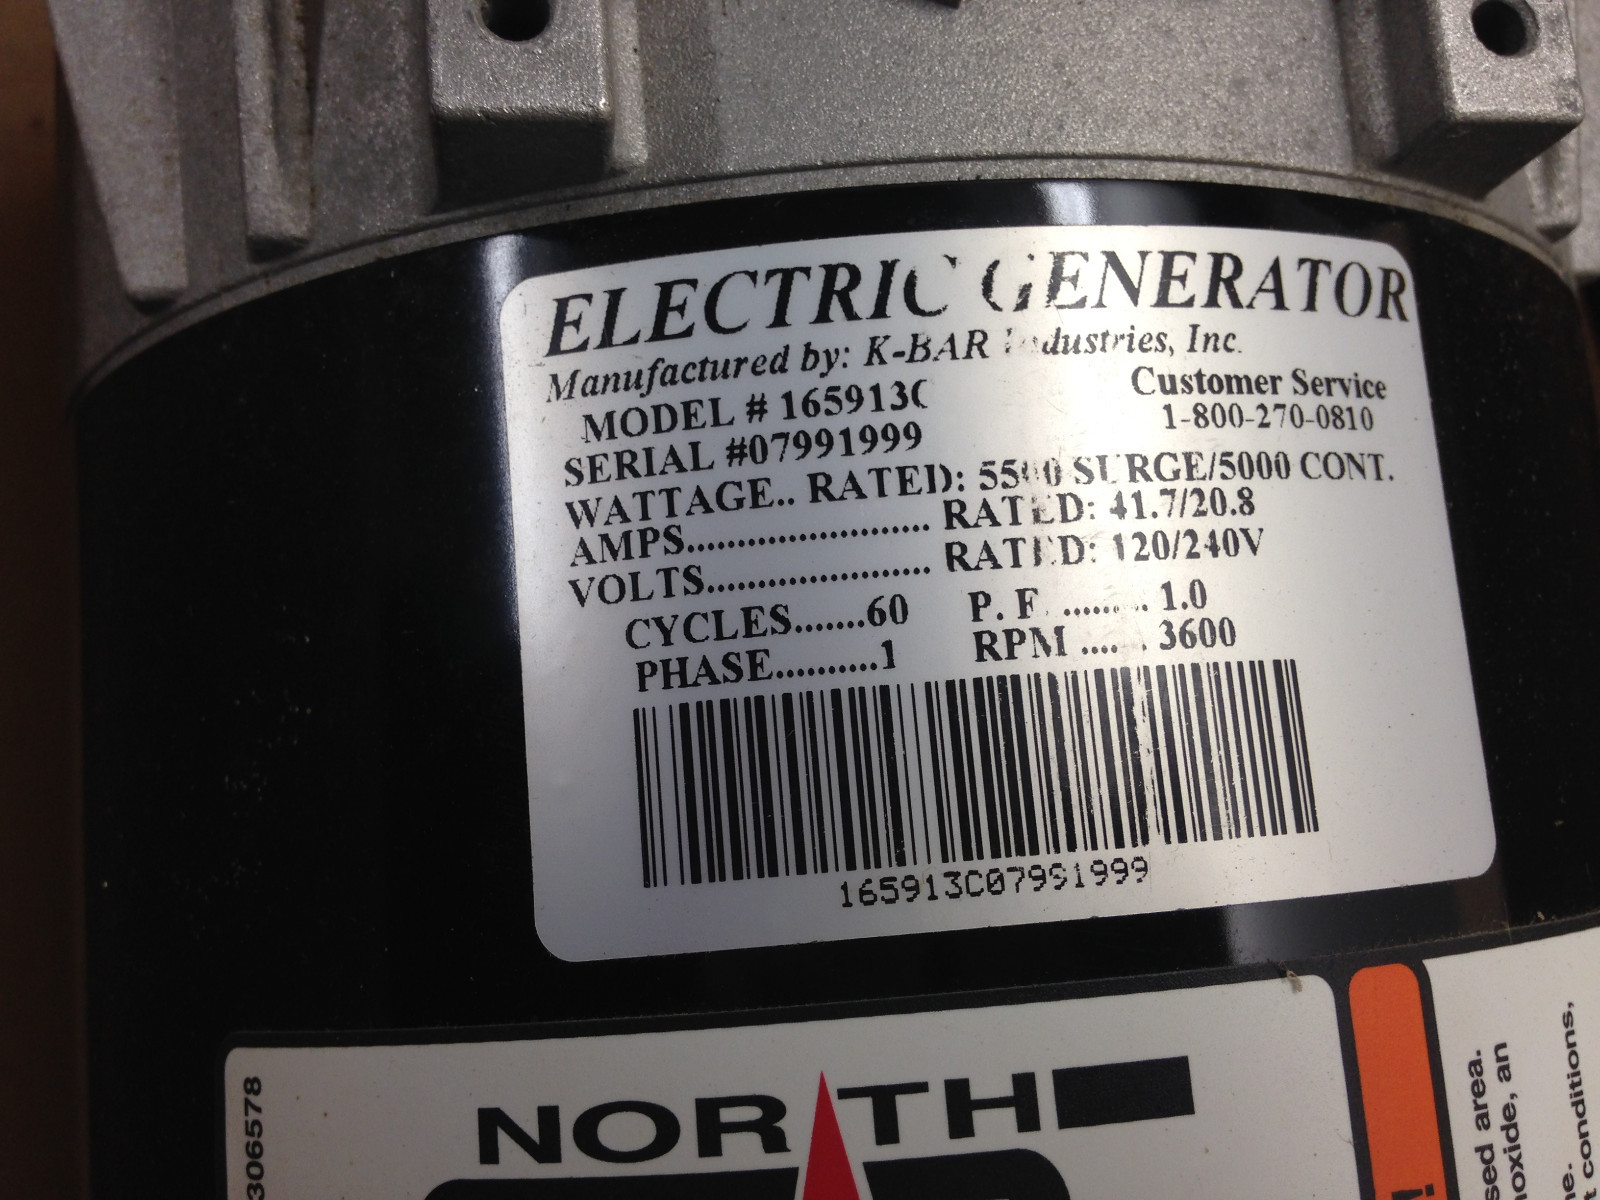 ELECTRIC GENERATOR
Manufactured by: K-BAR Industries, Inc.
MODEL # 165913C
Customer Service
1-800-270-0810
SERIAL #07991999
WATTAGE.. RATED: 5500 SURGE/5000 CONT.
AMPS........................ RATED: 41.7/20.8
VOLTS...................... RATED: 120/240V
CYCLES.......60 P. F. ......... 1.0
PHASE..........1 RPM ...... 3600
165913C07991999
306578
NORTH
sed area.
oxide, an
e.
t conditions,